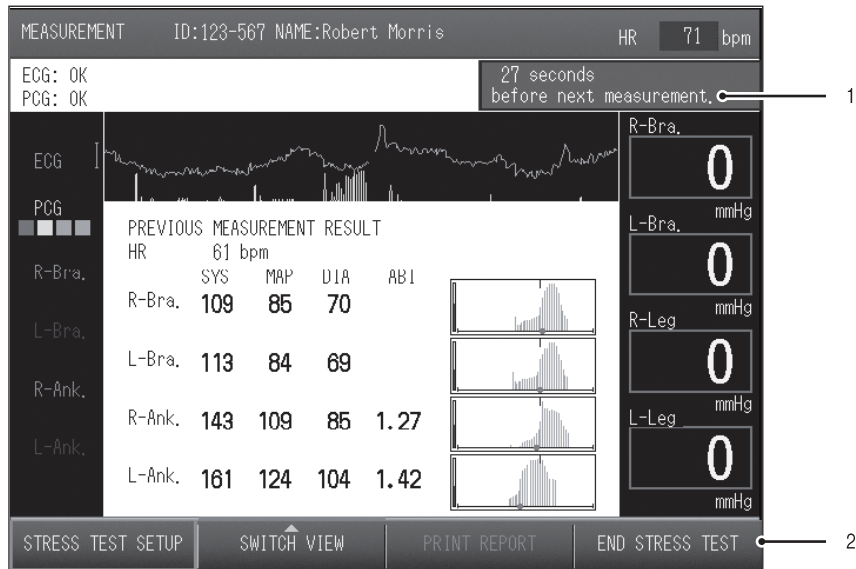 MEASUREMENT ID:123-567 NAME:Robert Morris HR 71 bpm
ECG: OK
PCG: OK
27 seconds
before next measurement.
1
ECG
PCG
R-Bra.
L-Bra.
R-Ank.
L-Ank.
PREVIOUS MEASUREMENT RESULT
HR 61 bpm
SYS MAP DIA ABI
R-Bra. 109 85 70
L-Bra. 113 84 69
R-Ank. 143 109 85 1.27
L-Ank. 161 124 104 1.42
R-Bra.
0
mmHg
L-Bra.
0
mmHg
R-Leg
0
mmHg
L-Leg
0
mmHg
STRESS TEST SETUP SWITCH VIEW PRINT REPORT END STRESS TEST
2